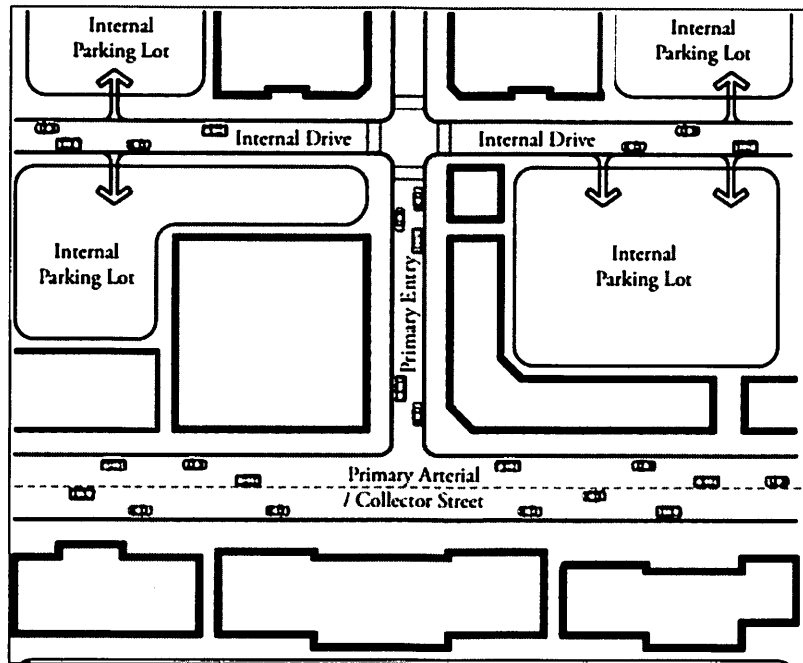 Internal
Parking Lot
Internal
Parking Lot
Internal Drive
Internal Drive
Internal
Parking Lot
Primary Entry
Internal
Parking Lot
Primary Arterial
/ Collector Street